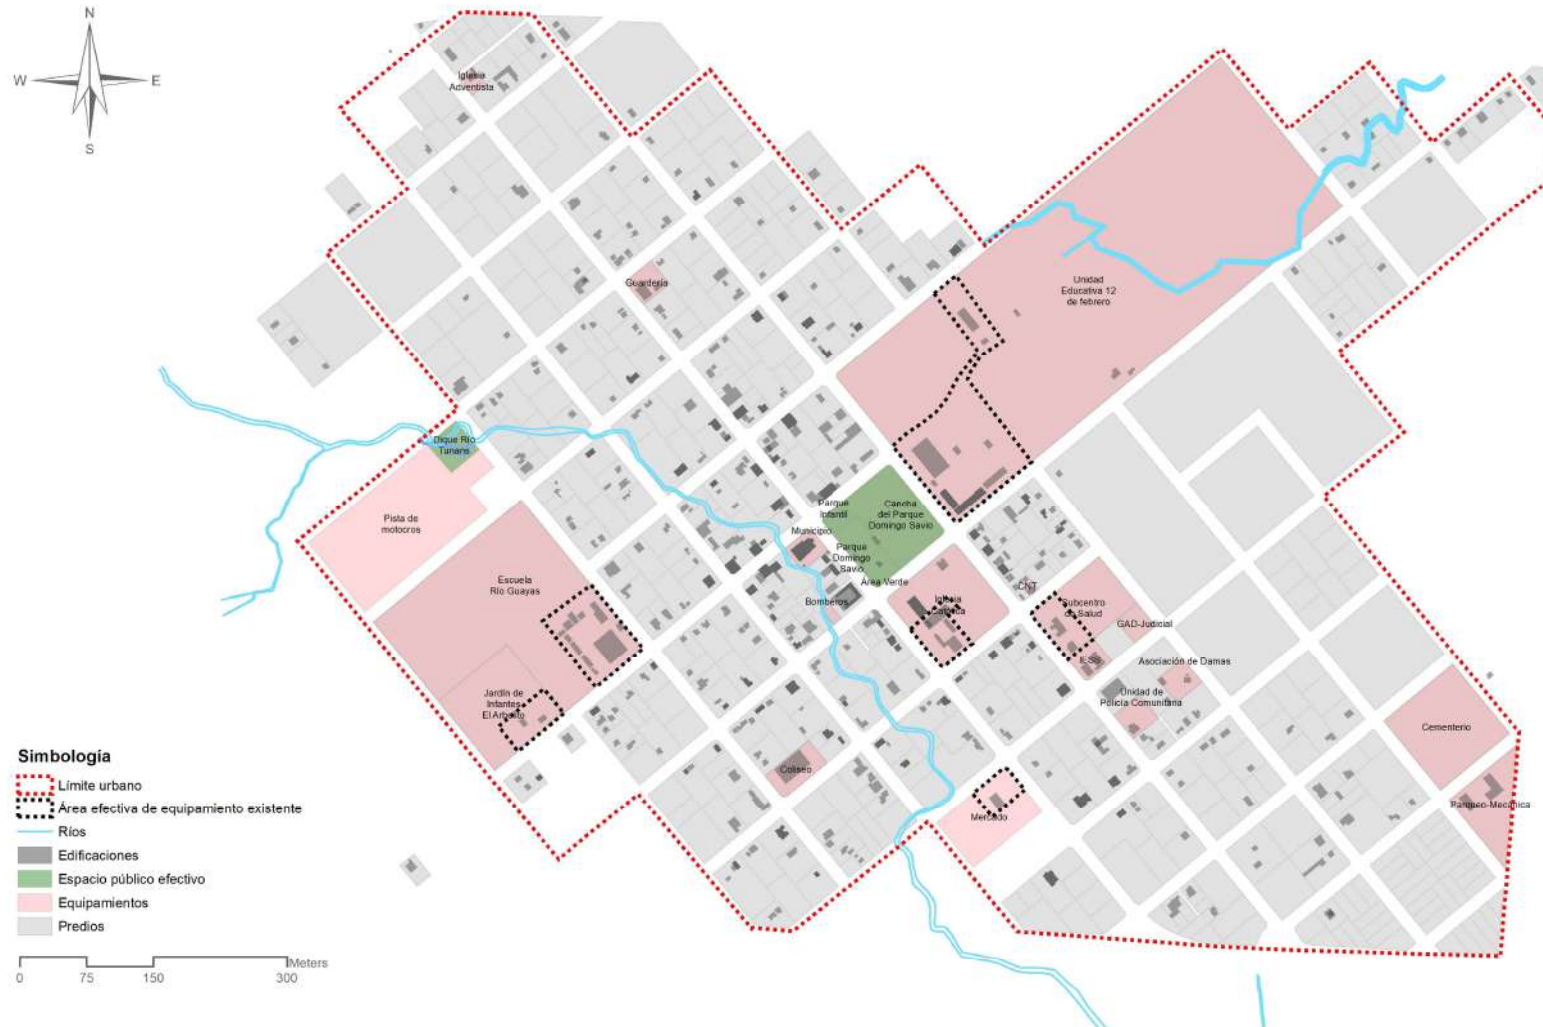 N
W
E
S
Iglesia
Adventista
Guardería
Unidad
Educativa 12
de febrero
Dique Río
Tunans
Pista de
motocros
Parque
Infantil
Cancha
del Parque
Domingo Savio
Municipio
Parque
Domingo
Savio
Área Verde
Escuela
Río Guayas
Bomberos
Iglesia
Católica
CNT
Subcentro
de Salud
GAD-Judicial
IESS
Asociación de Damas
Unidad de
Policía Comunitaria
Jardín de
Infantes
El Arbolito
Coliseo
Mercado
Cementerio
Parqueo-Mecánica
Simbología
Límite urbano
Área efectiva de equipamiento existente
Ríos
Edificaciones
Espacio público efectivo
Equipamientos
Predios
Meters
0
75
150
300